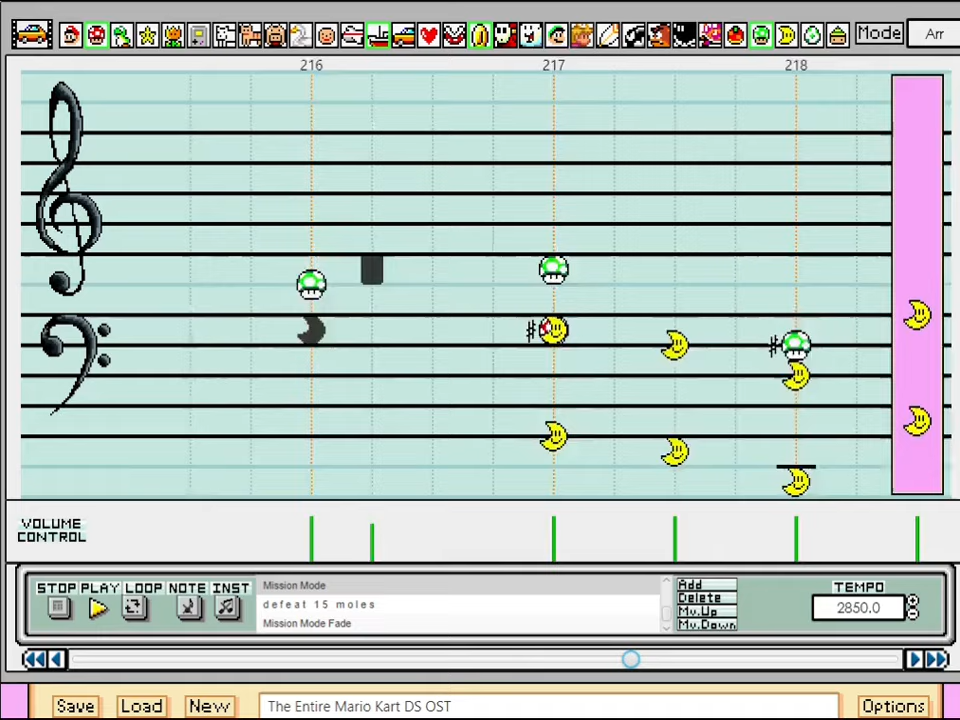 Mode Arr
216 217 218
VOLUME
CONTROL
STOP PLAY LOOP NOTE INST
Mission Mode
defeat 15 moles
Mission Mode Fade
Add
Delete
Mv.Up
Mv.Down
TEMPO
2850.0
Save Load New The Entire Mario Kart DS OST Options